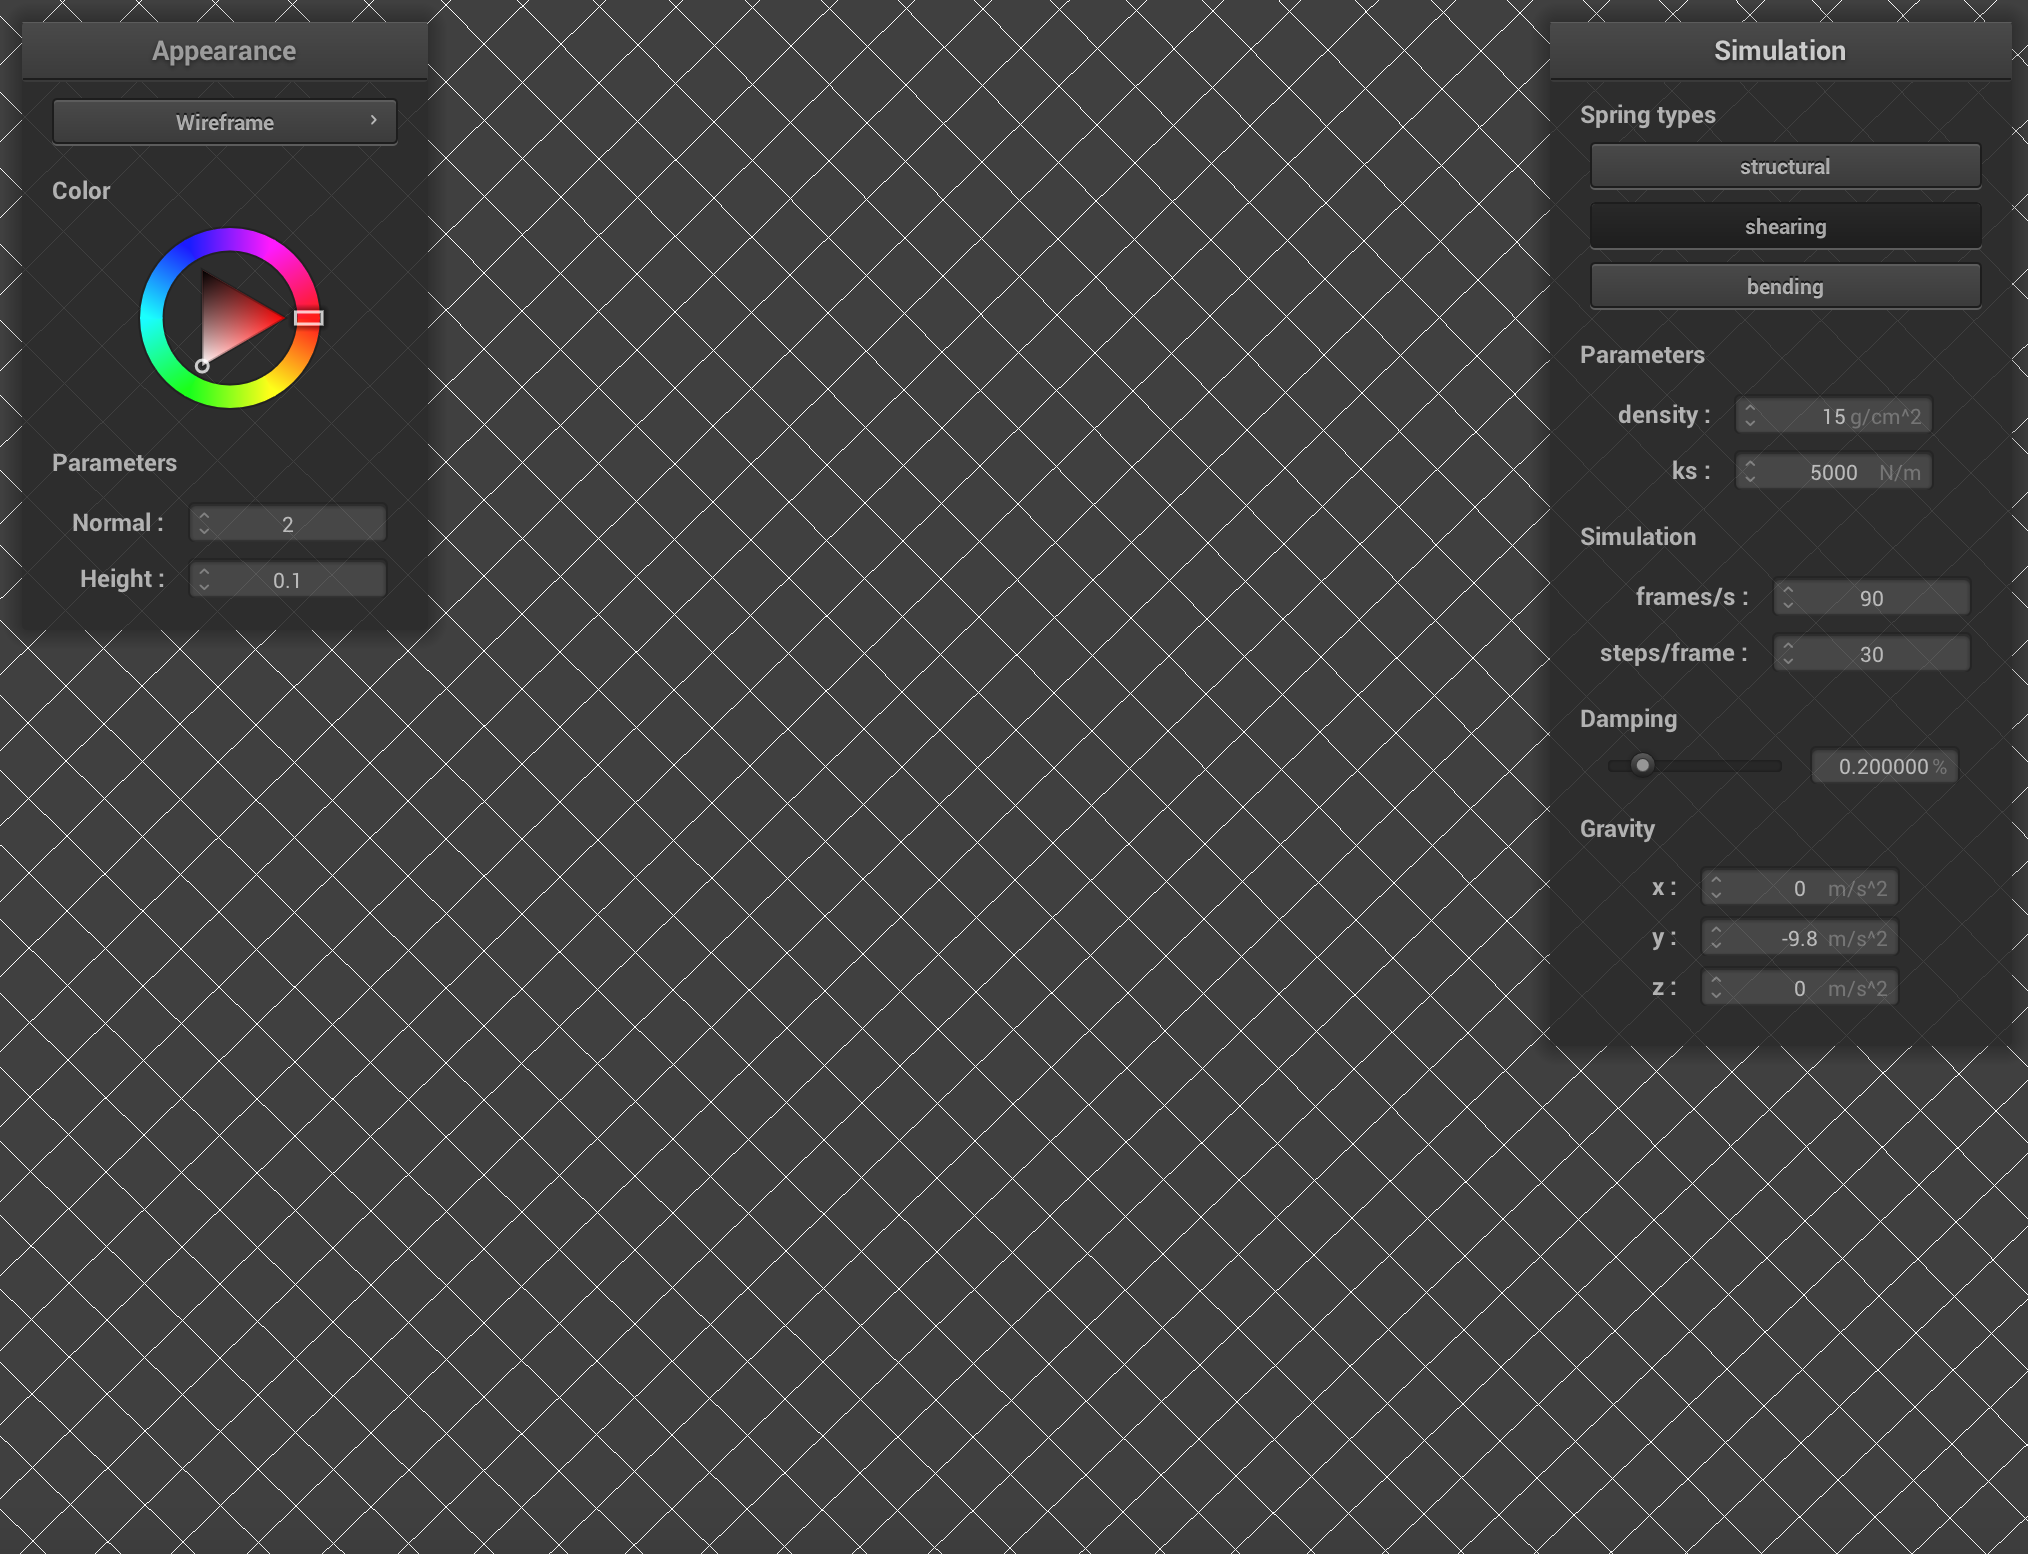 Appearance
Wireframe
Color
Parameters
Normal : 2
Height : 0.1
Simulation
Spring types
structural
shearing
bending
Parameters
density : 15 g/cm^2
ks : 5000 N/m
Simulation
frames/s : 90
steps/frame : 30
Damping
0.200000 %
Gravity
x : 0 m/s^2
y : -9.8 m/s^2
z : 0 m/s^2